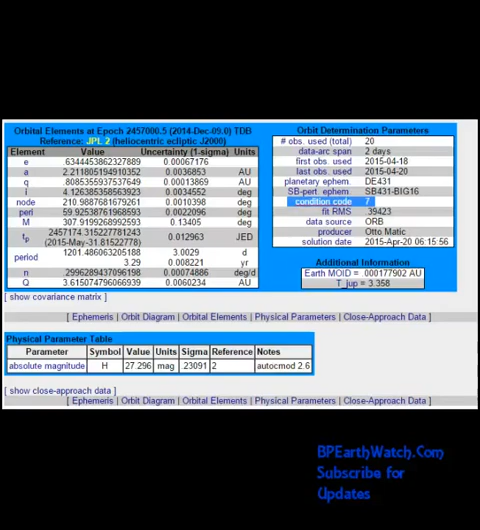 Orbital Elements at Epoch 2457000.5 (2014-Dec-09.0) TDB
Reference: JPL 2 (heliocentric ecliptic J2000)
Element Value Uncertainty (1-sigma) Units
e .6344453862327889 0.00067176
a 2.211805194910352 0.0036853 AU
q .8085355937537649 0.00013869 AU
i 4.13128623961595 0.0034552 deg
node 210.9887681679261 0.0010398 deg
peri 59.92538761968593 0.0022096 deg
M 307.9199268992593 0.13405 deg
tp 2457174.315227781243
(2015-May-31.81522778) 0.012963 JED
period 1201.486063205148
3.29 3.0029
0.008221 d
yr
n .2996289437096198 0.00074886 deg/d
Q 3.615074796066939 0.0060234 AU
[ show covariance matrix ]
Orbit Determination Parameters
# obs. used (total) 20
data-arc span 2 days
first obs. used 2015-04-18
last obs. used 2015-04-20
planetary ephem. DE431
SB-pert. ephem. SB431-BIG16
condition code 7
fit RMS .39423
data source ORB
producer Otto Matic
solution date 2015-Apr-20 06:15:56
Additional Information
Earth MOID = .000177902 AU
T_jup = 3.358
[ Ephemeris | Orbit Diagram | Orbital Elements | Physical Parameters | Close-Approach Data ]
Physical Parameter Table
Parameter Symbol Value Units Sigma Reference Notes
absolute magnitude H 27.296 mag .23091 2 autocmod 2.6
[ show close-approach data ]
[ Ephemeris | Orbit Diagram | Orbital Elements | Physical Parameters | Close-Approach Data ]
BPEarthWatch.Com
Subscribe for
Updates